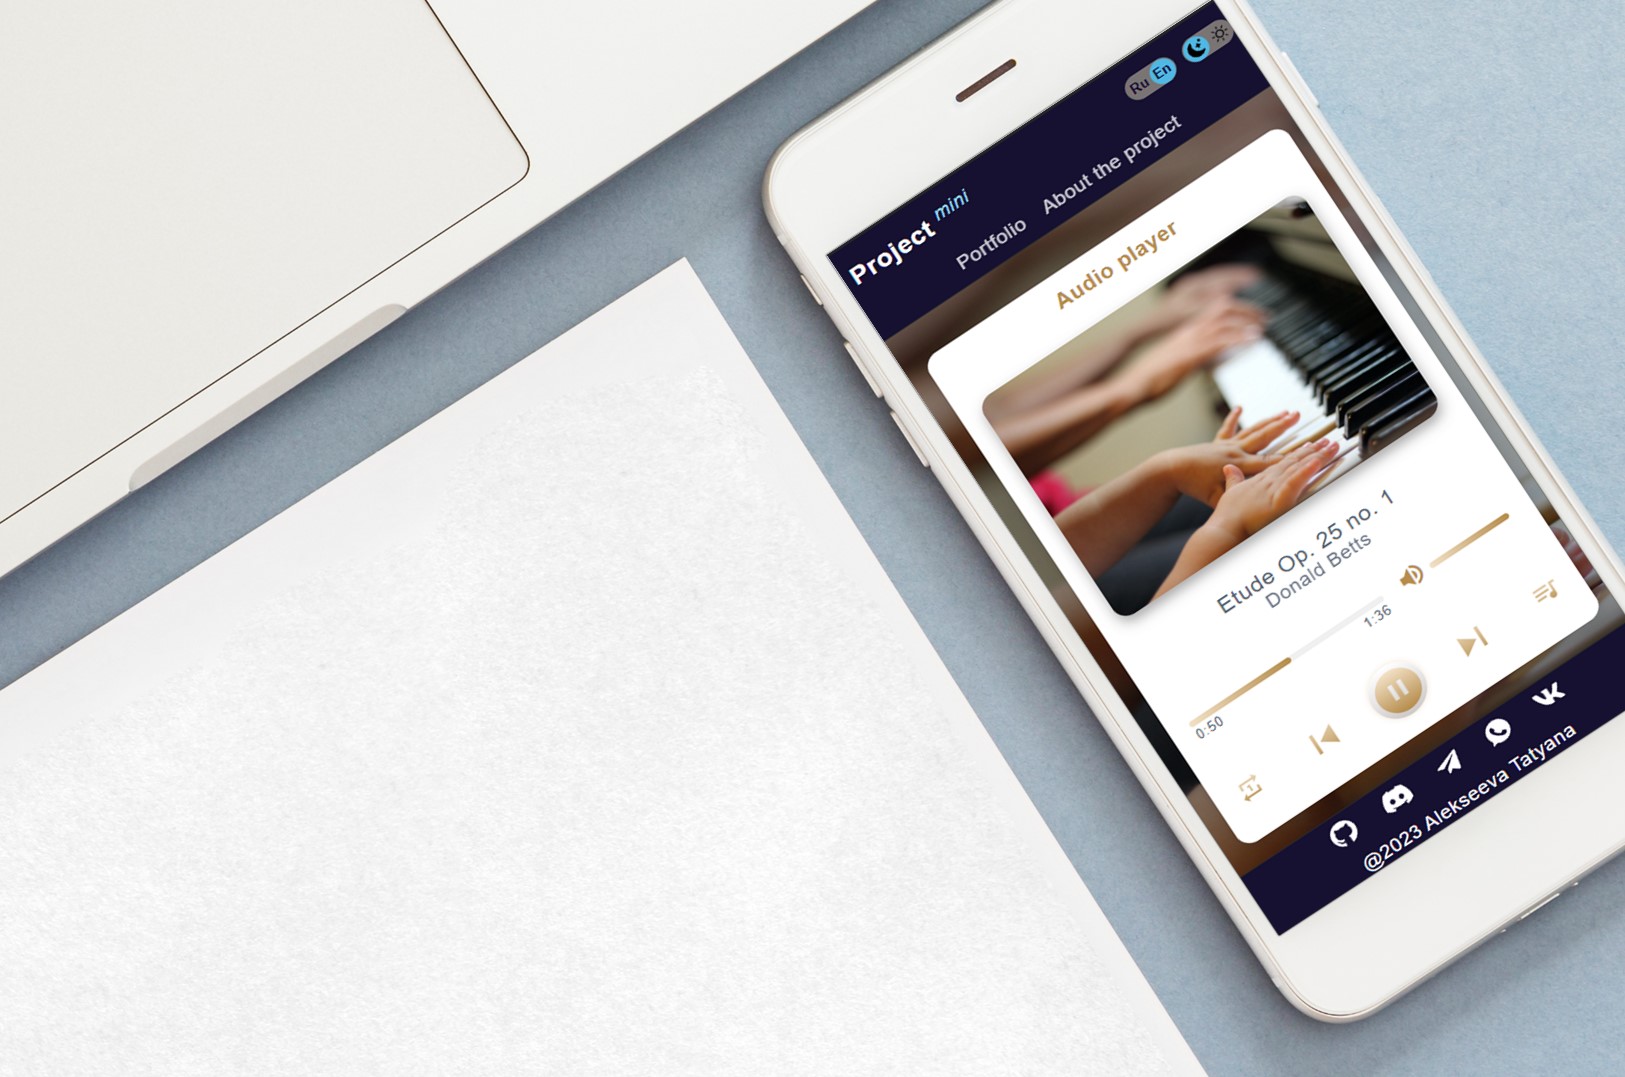 Ru En
Project mini
Portfolio About the project
Audio player
Etude Op. 25 no. 1
Donald Betts
0:50 1:36
@2023 Alekseeva Tatyana